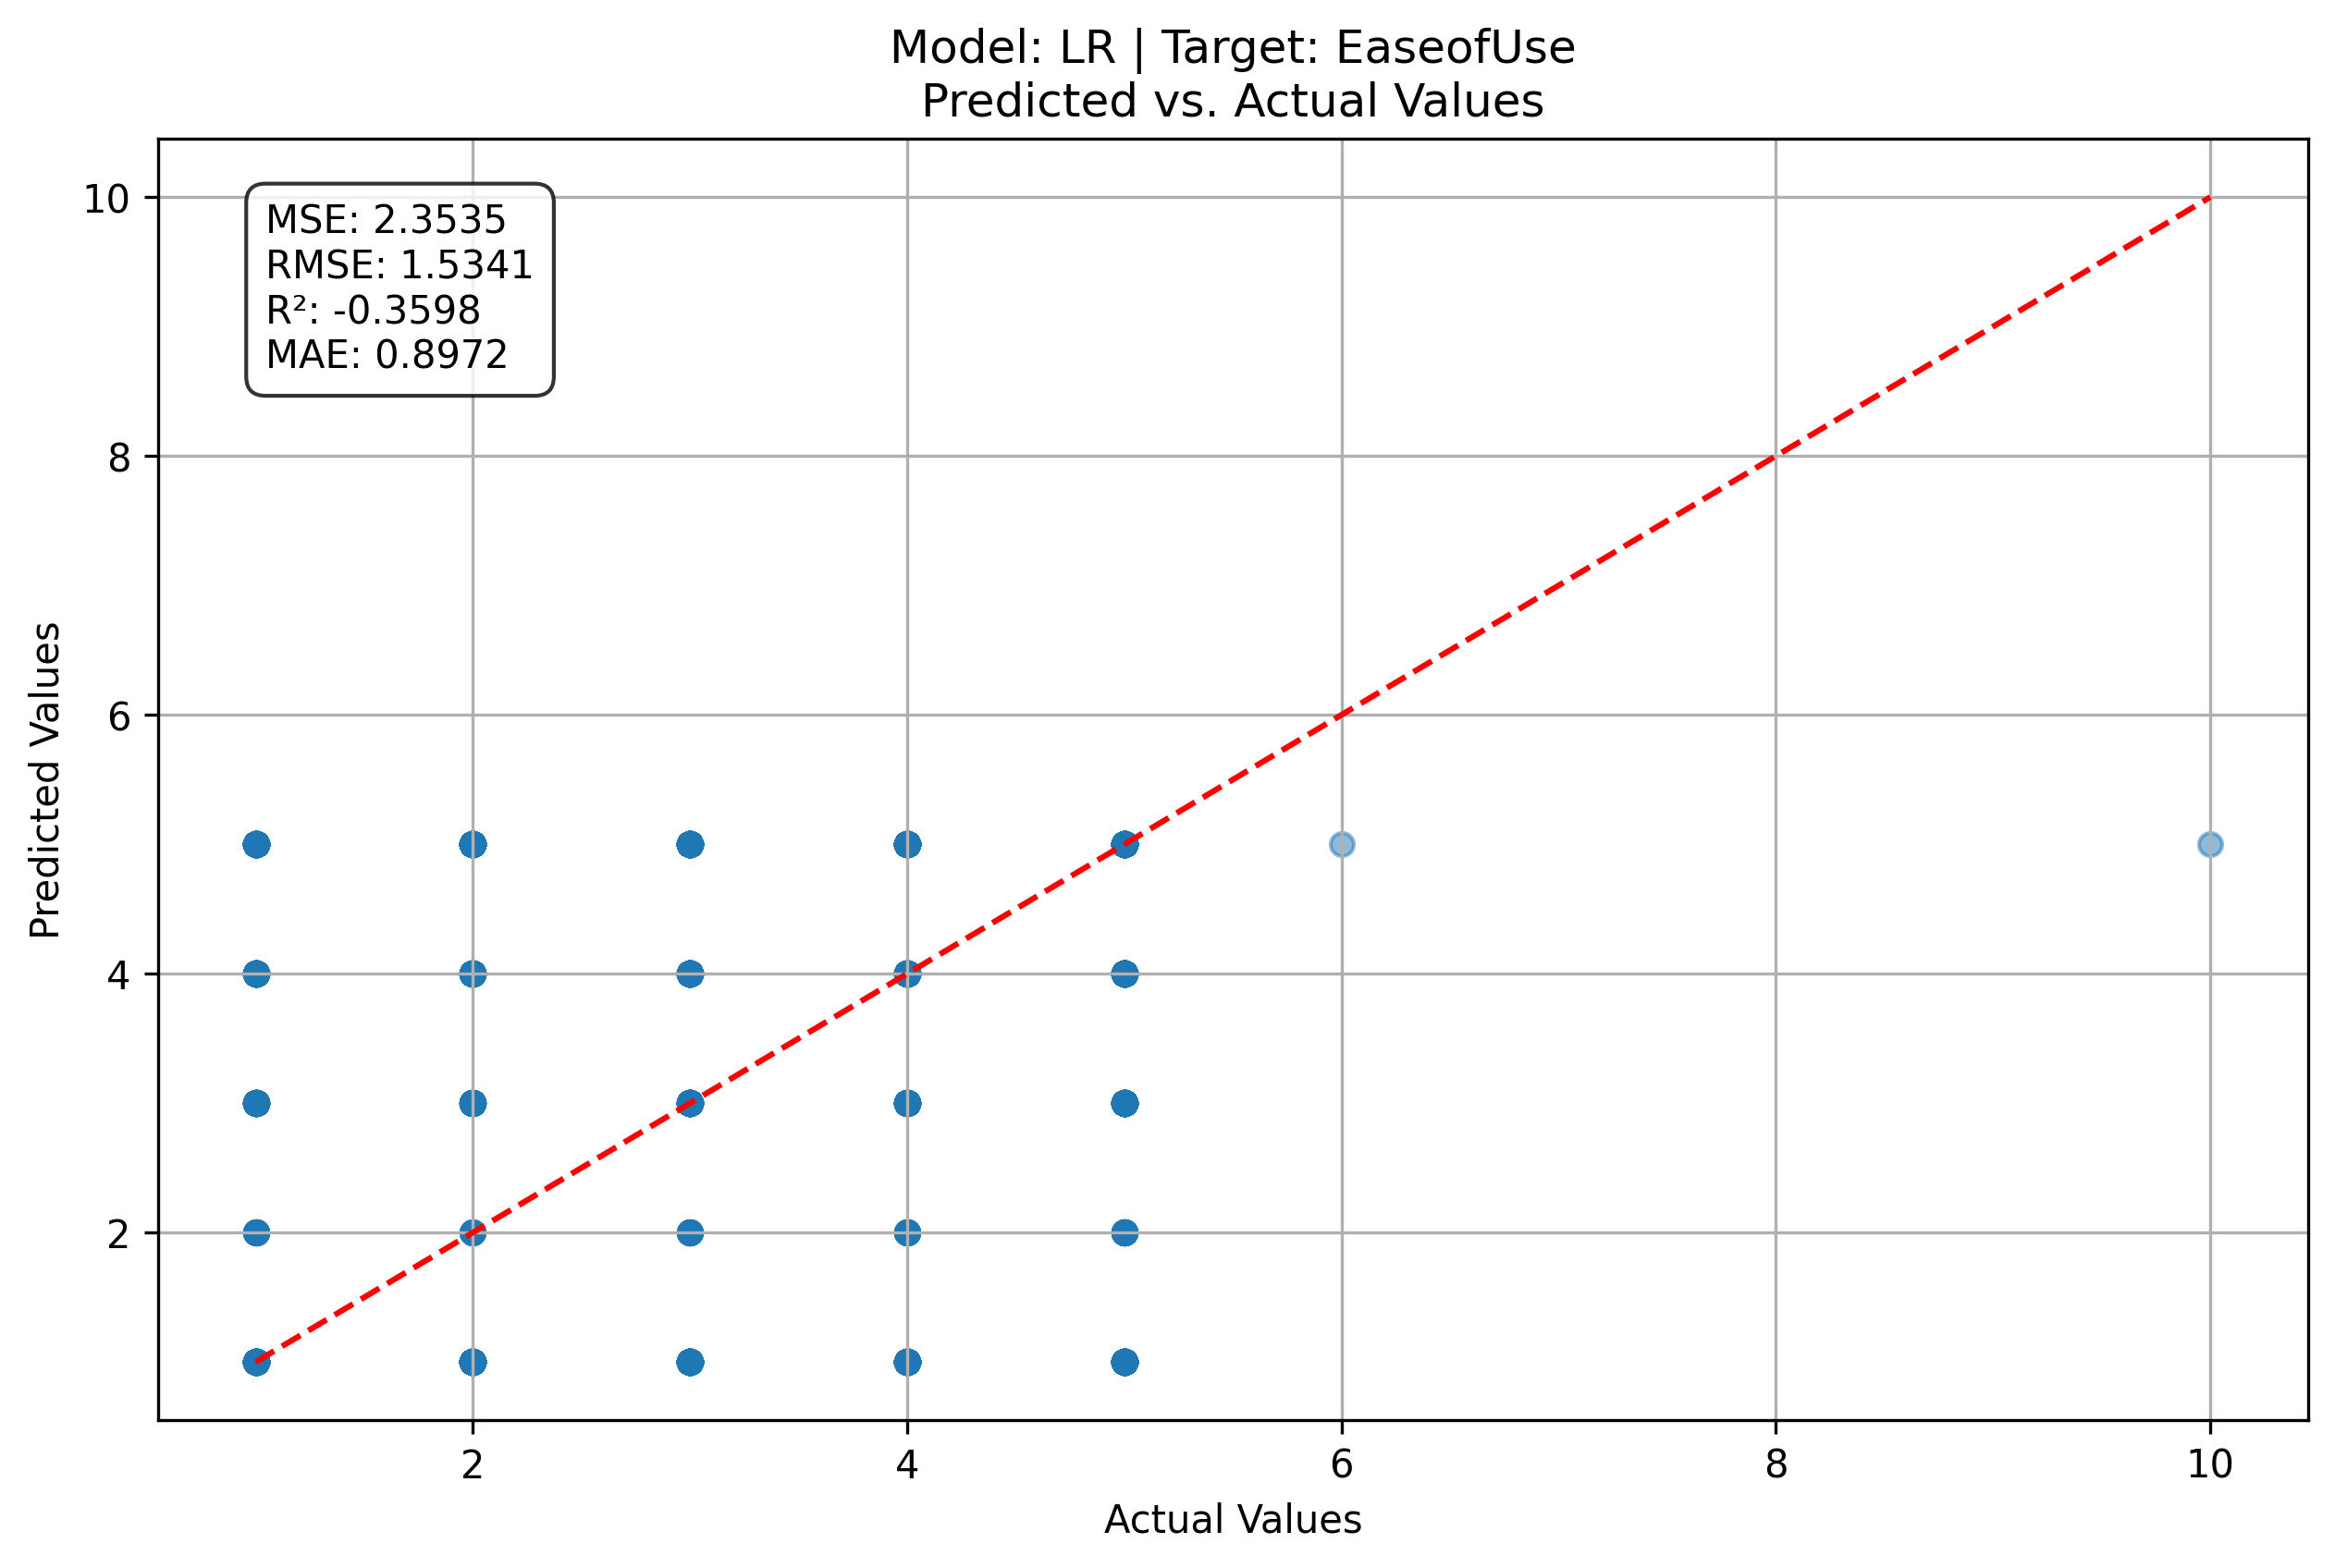 Model: LR | Target: EaseofUse
Predicted vs. Actual Values
MSE: 2.3535
RMSE: 1.5341
R²: -0.3598
MAE: 0.8972
10
8
6
4
2
Predicted Values
2
4
6
8
10
Actual Values